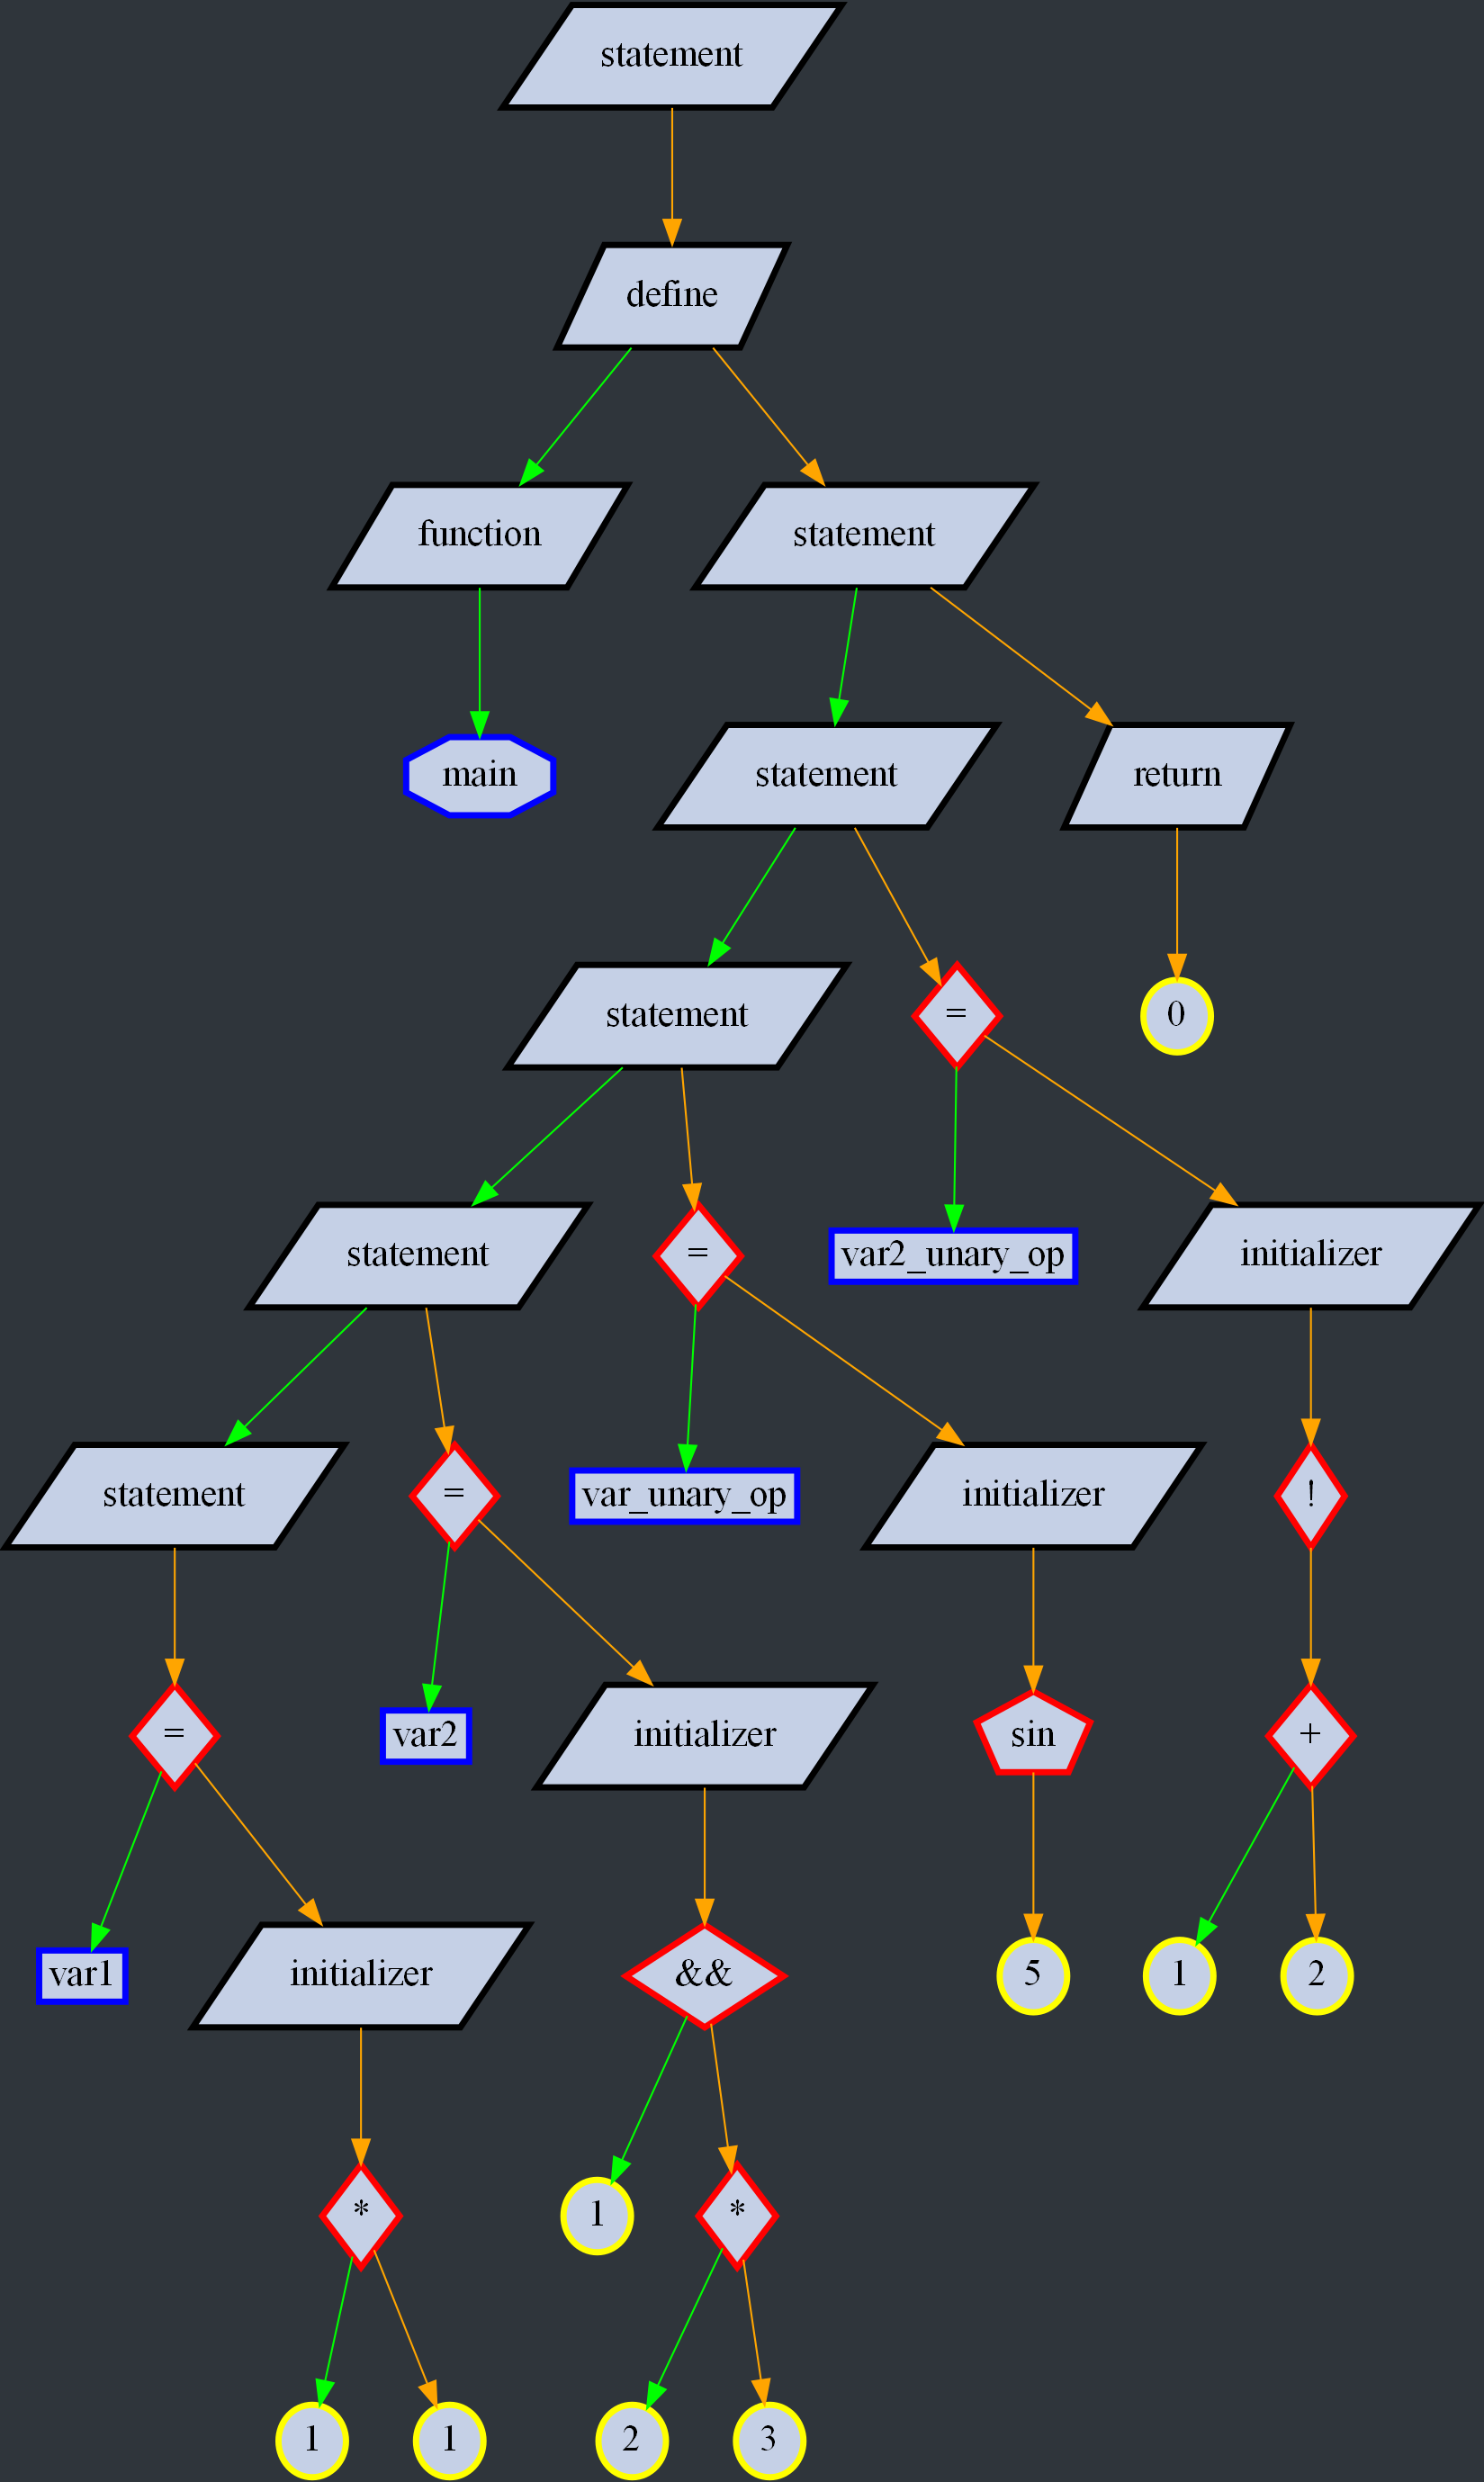 statement
define
function
statement
main
statement
return
statement
=
0
statement
=
var2_unary_op
initializer
statement
=
var_unary_op
initializer
!
=
var2
initializer
sin
+
var1
initializer
&&
5
1
2
*
1
*
1
1
2
3